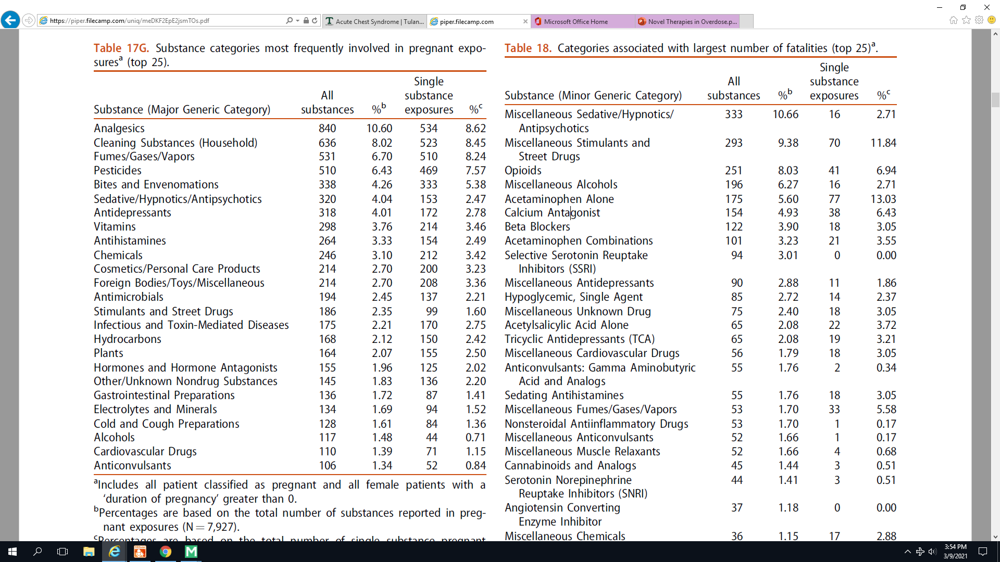 https://piper.filecamp.com/uniq/meDKF2EpE2jsmTOs.pdf
Acute Chest Syndrome | Tulan...
piper.filecamp.com
Microsoft Office Home
Novel Therapies in Overdose.p...
Table 17G. Substance categories most frequently involved in pregnant expo-
suresa (top 25).
Substance (Major Generic Category) All substances %b Single substance exposures %c
Analgesics 840 10.60 534 8.62
Cleaning Substances (Household) 636 8.02 523 8.45
Fumes/Gases/Vapors 531 6.70 510 8.24
Pesticides 510 6.43 469 7.57
Bites and Envenomations 338 4.26 333 5.38
Sedative/Hypnotics/Antipsychotics 320 4.04 153 2.47
Antidepressants 318 4.01 172 2.78
Vitamins 298 3.76 214 3.46
Antihistamines 264 3.33 154 2.49
Chemicals 246 3.10 212 3.42
Cosmetics/Personal Care Products 214 2.70 200 3.23
Foreign Bodies/Toys/Miscellaneous 214 2.70 208 3.36
Antimicrobials 194 2.45 137 2.21
Stimulants and Street Drugs 186 2.35 99 1.60
Infectious and Toxin-Mediated Diseases 175 2.21 170 2.75
Hydrocarbons 168 2.12 150 2.42
Plants 164 2.07 155 2.50
Hormones and Hormone Antagonists 155 1.96 125 2.02
Other/Unknown Nondrug Substances 145 1.83 136 2.20
Gastrointestinal Preparations 136 1.72 87 1.41
Electrolytes and Minerals 134 1.69 94 1.52
Cold and Cough Preparations 128 1.61 84 1.36
Alcohols 117 1.48 44 0.71
Cardiovascular Drugs 110 1.39 71 1.15
Anticonvulsants 106 1.34 52 0.84
aIncludes all patient classified as pregnant and all female patients with a
‘duration of pregnancy’ greater than 0.
bPercentages are based on the total number of substances reported in preg-
nant exposures (N = 7,927).
cPercentages are based on the total number of single substance pregnant
Table 18. Categories associated with largest number of fatalities (top 25)a.
Substance (Minor Generic Category) All substances %b Single substance exposures %c
Miscellaneous Sedative/Hypnotics/ 333 10.66 16 2.71
Antipsychotics
Miscellaneous Stimulants and 293 9.38 70 11.84
Street Drugs
Opioids 251 8.03 41 6.94
Miscellaneous Alcohols 196 6.27 16 2.71
Acetaminophen Alone 175 5.60 77 13.03
Calcium Antagonist 154 4.93 38 6.43
Beta Blockers 122 3.90 18 3.05
Acetaminophen Combinations 101 3.23 21 3.55
Selective Serotonin Reuptake 94 3.01 0 0.00
Inhibitors (SSRI)
Miscellaneous Antidepressants 90 2.88 11 1.86
Hypoglycemic, Single Agent 85 2.72 14 2.37
Miscellaneous Unknown Drug 75 2.40 18 3.05
Acetylsalicylic Acid Alone 65 2.08 22 3.72
Tricyclic Antidepressants (TCA) 65 2.08 19 3.21
Miscellaneous Cardiovascular Drugs 56 1.79 18 3.05
Anticonvulsants: Gamma Aminobutyric 55 1.76 2 0.34
Acid and Analogs
Sedating Antihistamines 55 1.76 18 3.05
Miscellaneous Fumes/Gases/Vapors 53 1.70 33 5.58
Nonsteroidal Antiinflammatory Drugs 53 1.70 1 0.17
Miscellaneous Anticonvulsants 52 1.66 1 0.17
Miscellaneous Muscle Relaxants 52 1.66 4 0.68
Cannabinoids and Analogs 45 1.44 3 0.51
Serotonin Norepinephrine 44 1.41 3 0.51
Reuptake Inhibitors (SNRI)
Angiotensin Converting 37 1.18 0 0.00
Enzyme Inhibitor
Miscellaneous Chemicals 36 1.15 17 2.88
3:54 PM
3/9/2021